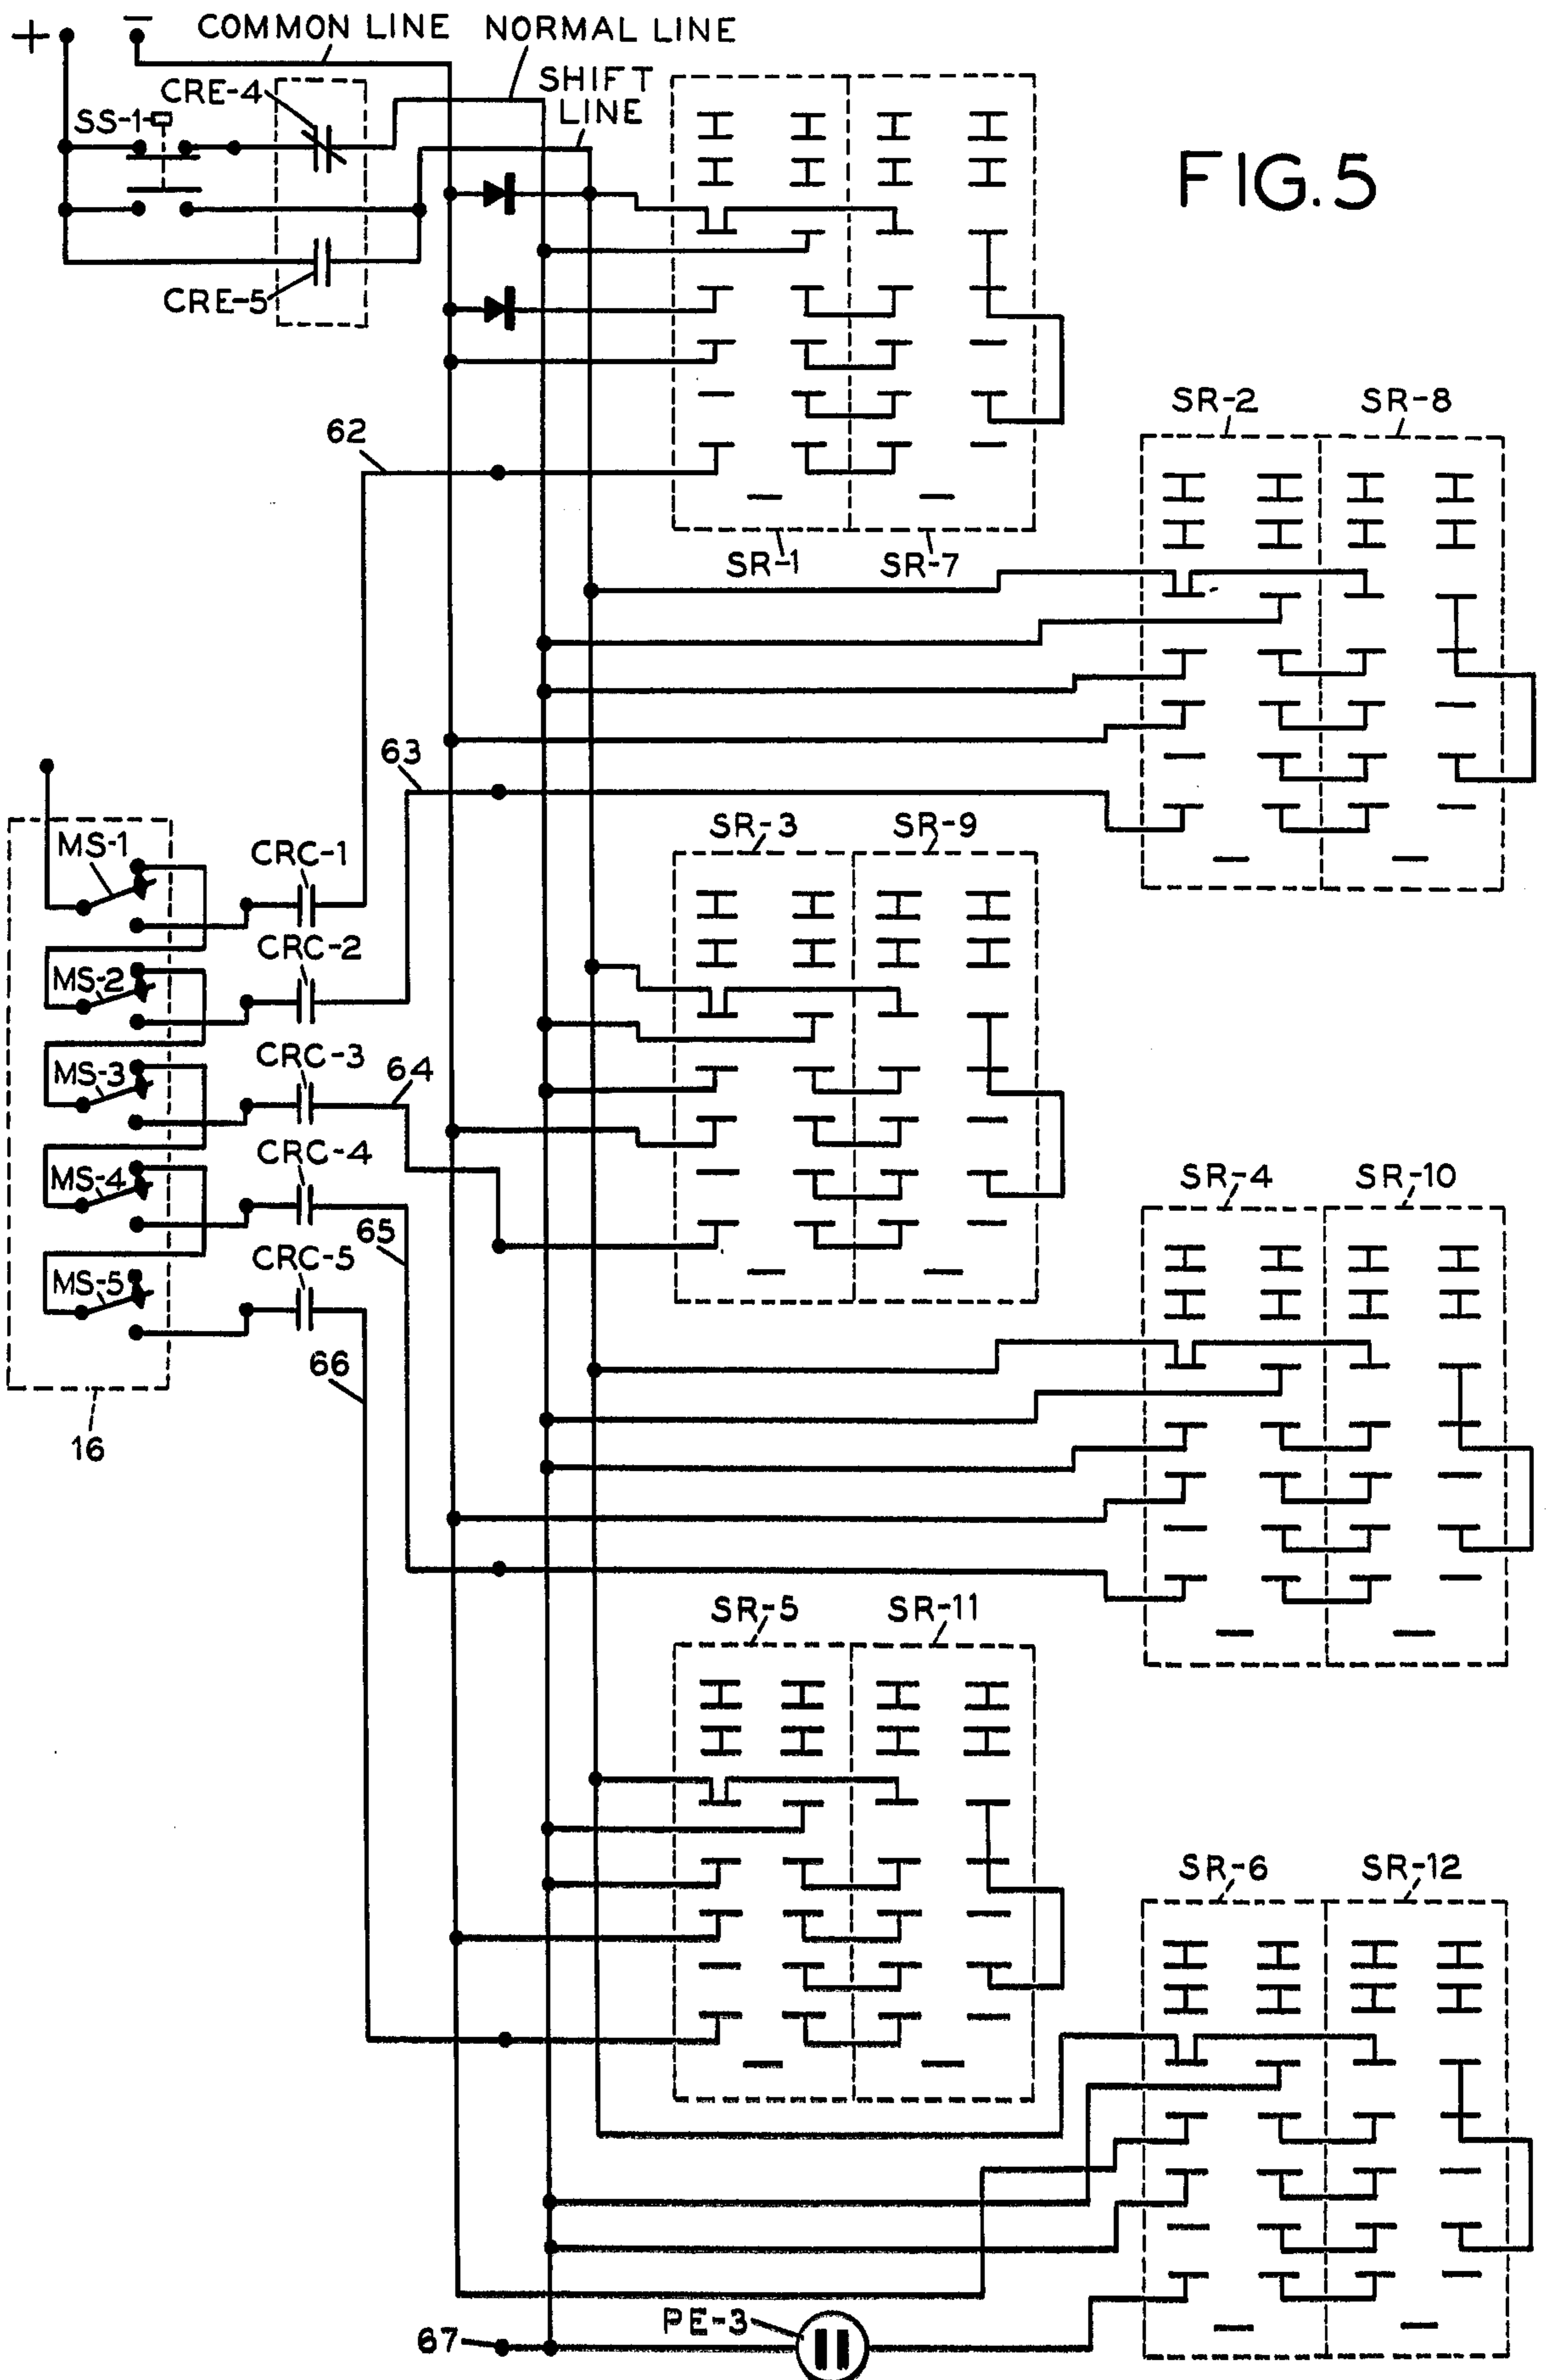 +
−
COMMON LINE
NORMAL LINE
SHIFT
LINE
CRE-4
SS-1
CRE-5
FIG.5
62
SR-1
SR-7
SR-2
SR-8
63
MS-1
CRC-1
MS-2
CRC-2
MS-3
CRC-3
64
MS-4
CRC-4
65
MS-5
CRC-5
66
16
SR-3
SR-9
SR-4
SR-10
SR-5
SR-11
SR-6
SR-12
PE-3
67